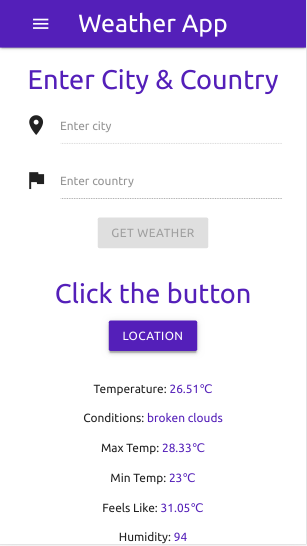 Weather App
Enter City & Country
Enter city
Enter country
GET WEATHER
Click the button
LOCATION
Temperature: 26.51°C
Conditions: broken clouds
Max Temp: 28.33°C
Min Temp: 23°C
Feels Like: 31.05°C
Humidity: 94